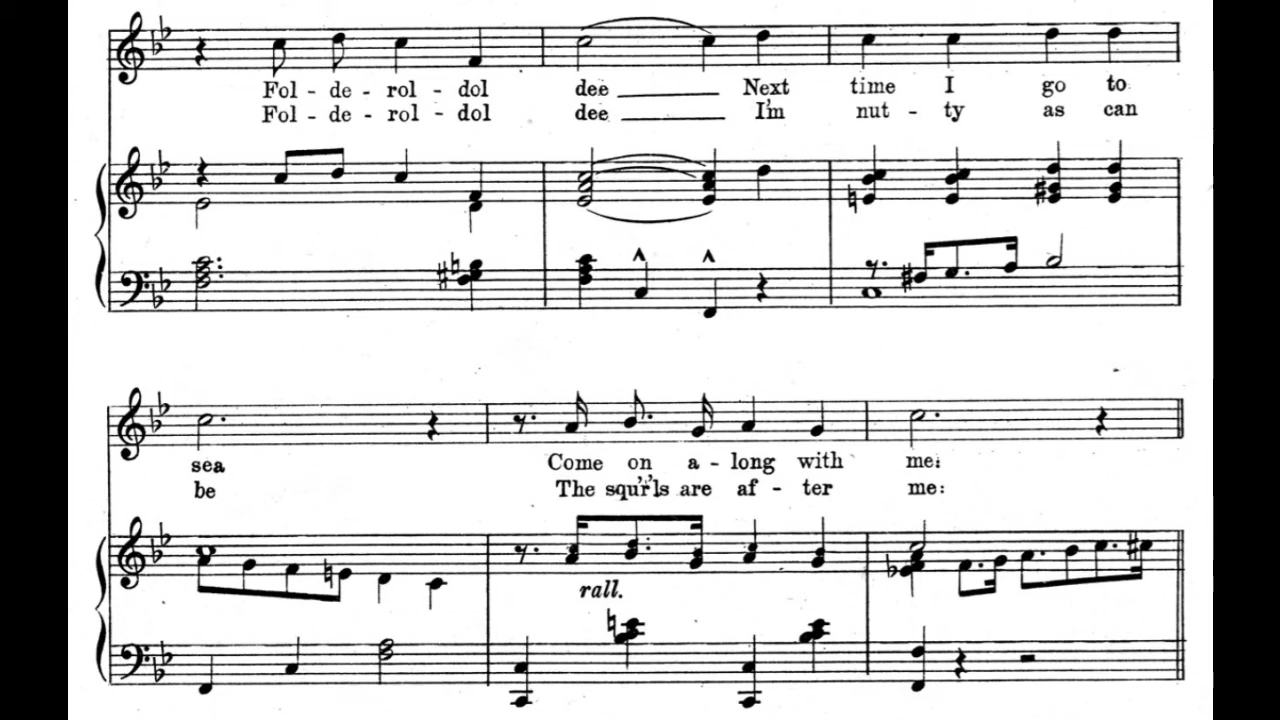 Fol - de - rol - dol dee Next time I go to
Fol - de - rol - dol dee I'm nut - ty as can
sea Come on a - long with me:
be The squ'r'ls are af - ter me:
rall.